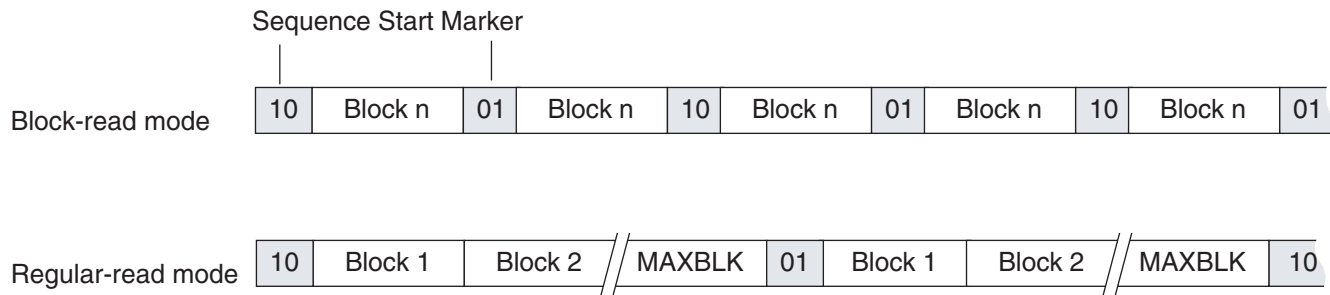 Sequence Start Marker
Block-read mode 10 Block n 01 Block n 10 Block n 01 Block n 10 Block n 01
Regular-read mode 10 Block 1 Block 2 MAXBLK 01 Block 1 Block 2 MAXBLK 10